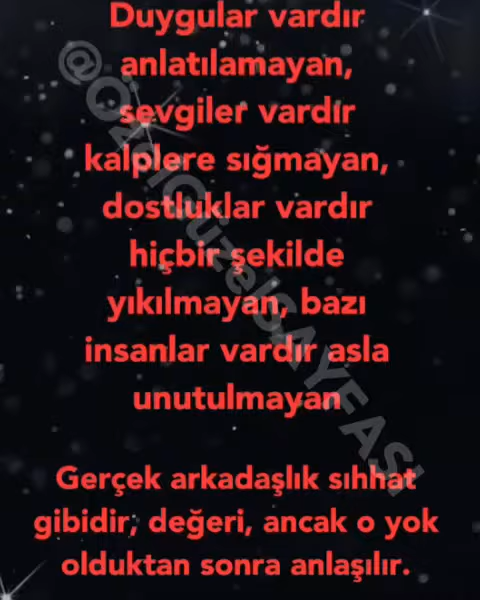 Duygular vardır
anlatılamayan,
sevgiler vardır
kalplere sığmayan,
dostluklar vardır
hiçbir şekilde
yıkılmayan, bazı
insanlar vardır asla
unutulmayan
Gerçek arkadaşlık sıhhat
gibidir; değeri, ancak o yok
olduktan sonra anlaşılır.
@ÖzelGüzelSAYFASI